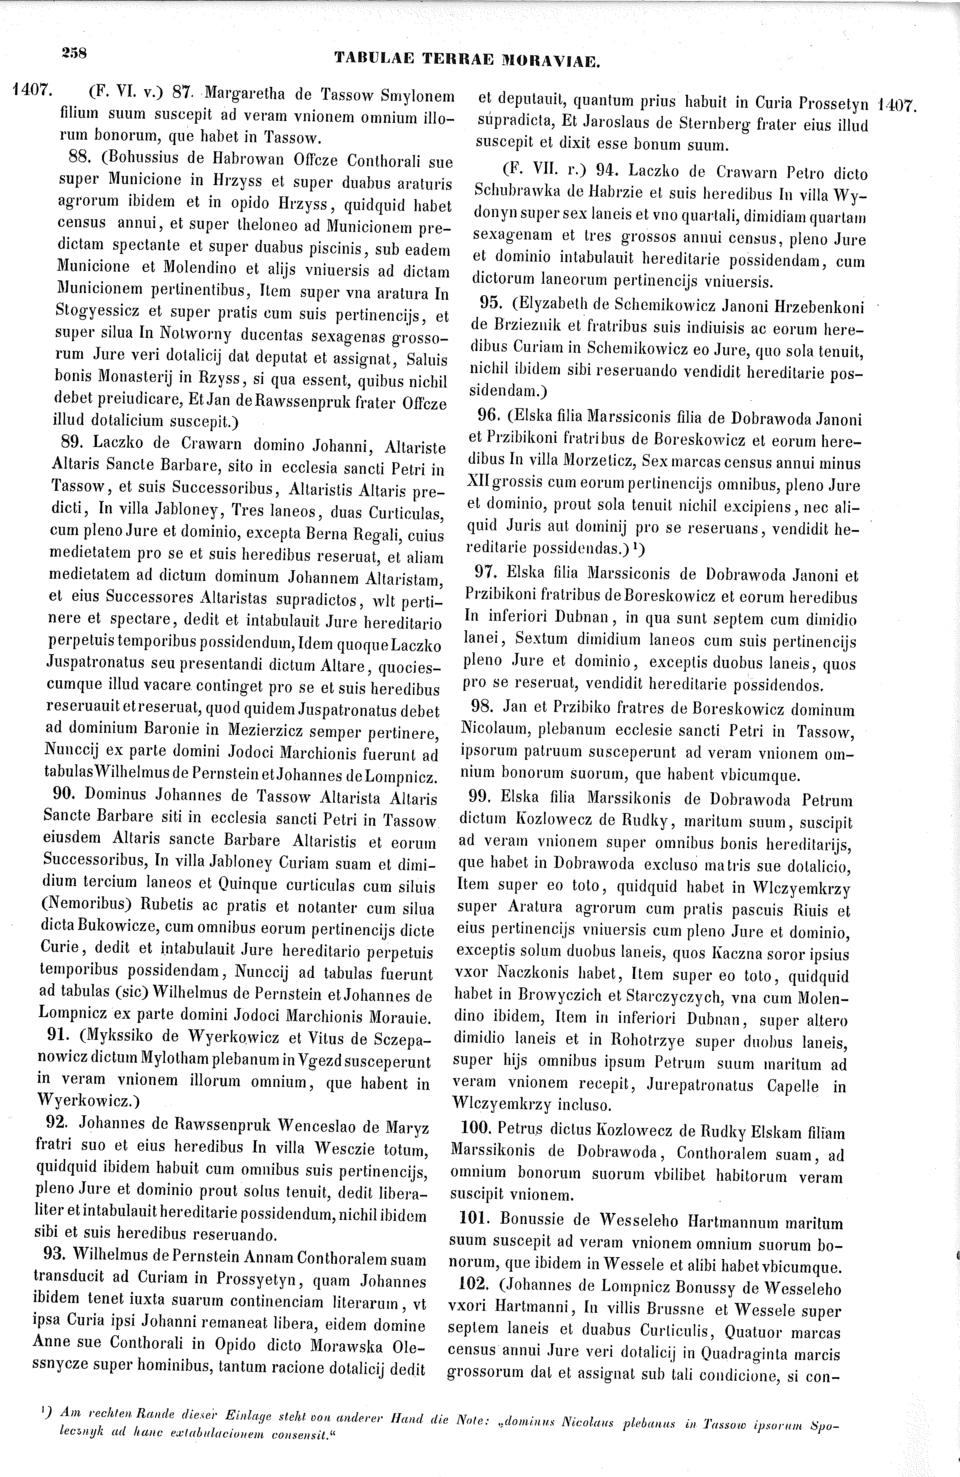 258
TABULAE TERRAE MORAVIAE.
1407.
(F. VI. v.) 87. Margaretha de Tassow Smylonem
filium suum suscepit ad veram vnionem omnium illo-
rum bonorum, que habet in Tassow.
88. (Bohussius de Habrowan Offcze Conthorali sue
super Municione in Hrzyss et super duabus araturis
agrorum ibidem et in opido Hrzyss, quidquid habet
census annui, et super theloneo ad Municionem pre-
dictam spectante et super duabus piscinis, sub eadem
Municione et Molendino et alijs vniuersis ad dictam
Municionem pertinentibus, Item super vna aratura In
Stogyessicz et super pratis cum suis pertinencijs, et
super silua In Notworny ducentas sexagenas grosso-
rum Jure veri dotalicij dat deputat et assignat, Saluis
bonis Monasterij in Rzyss, si qua essent, quibus nichil
debet preiudicare, Et Jan de Rawssenpruk frater Offcze
illud dotalicium suscepit.)
89. Laczko de Crawarn domino Johanni, Altariste
Altaris Sancte Barbare, sito in ecclesia sancti Petri in
Tassow, et suis Successoribus, Altaristis Altaris pre-
dicti, In villa Jabloney, Tres laneos, duas Curticulas,
cum pleno Jure et dominio, excepta Berna Regali, cuius
medietatem pro se et suis heredibus reseruat, et aliam
medietatem ad dictum dominum Johannem Altaristam,
et eius Successores Altaristas supradictos, wlt perti-
nere et spectare, dedit et intabulauit Jure hereditario
perpetuis temporibus possidendum, Idem quoque Laczko
Juspatronatus seu presentandi dictum Altare, quocies-
cumque illud vacare continget pro se et suis heredibus
reseruauit et reseruat, quod quidem Juspatronatus debet
ad dominium Baronie in Mezierzicz semper pertinere,
Nunccij ex parte domini Jodoci Marchionis fuerunt ad
tabulas Wilhelmus de Pernstein et Johannes de Lompnicz.
90. Dominus Johannes de Tassow Altarista Altaris
Sancte Barbare siti in ecclesia sancti Petri in Tassow
eiusdem Altaris sancte Barbare Altaristis et eorum
Successoribus, In villa Jabloney Curiam suam et dimi-
dium tercium laneos et Quinque curticulas cum siluis
(Nemoribus) Rubetis ac pratis et notanter cum silua
dicta Bukowicze, cum omnibus eorum pertinencijs dicte
Curie, dedit et intabulauit Jure hereditario perpetuis
temporibus possidendam, Nunccij ad tabulas fuerunt
ad tabulas (sic) Wilhelmus de Pernstein et Johannes de
Lompnicz ex parte domini Jodoci Marchionis Morauie.
91. (Mykssiko de Wyerkowicz et Vitus de Sczepa-
nowicz dictum Mylotham plebanum in Vgezd susceperunt
in veram vnionem illorum omnium, que habent in
Wyerkowicz.)
92. Johannes de Rawssenpruk Wenceslao de Maryz
fratri suo et eius heredibus In villa Wesczie totum,
quidquid ibidem habuit cum omnibus suis pertinencijs,
pleno Jure et dominio prout solus tenuit, dedit libera-
liter et intabulauit hereditarie possidendum, nichil ibidem
sibi et suis heredibus reseruando.
93. Wilhelmus de Pernstein Annam Conthoralem suam
transducit ad Curiam in Prossyetyn, quam Johannes
ibidem tenet iuxta suarum continenciam literarum, vt
ipsa Curia ipsi Johanni remaneat libera, eidem domine
Anne sue Conthorali in Opido dicto Morawska Ole-
ssnycze super hominibus, tantum racione dotalicij dedit
et deputauit, quantum prius habuit in Curia Prossetyn 1407.
supradicta, Et Jaroslaus de Sternberg frater eius illud
suscepit et dixit esse bonum suum.
(F. VII. r.) 94. Laczko de Crawarn Petro dicto
Schubrawka de Habrzie et suis heredibus In villa Wy-
donyn super sex laneis et vno quartali, dimidiam quartam
sexagenam et tres grossos annui census, pleno Jure
et dominio intabulauit hereditarie possidendam, cum
dictorum laneorum pertinencijs vniuersis.
95. (Elyzabeth de Schemikowicz Janoni Hrzebenkoni
de Brzieznik et fratribus suis indiuisis ac eorum here-
dibus Curiam in Schemikowicz eo Jure, quo sola tenuit,
nichil ibidem sibi reseruando vendidit hereditarie pos-
sidendam.)
96. (Elska filia Marssiconis filia de Dobrawoda Janoni
et Przibikoni fratribus de Boreskowicz et eorum here-
dibus In villa Morzeticz, Sex marcas census annui minus
XII grossis cum eorum pertinencijs omnibus, pleno Jure
et dominio, prout sola tenuit nichil excipiens, nec ali-
quid Juris aut dominij pro se reseruans, vendidit he-
reditarie possidendas.) ¹)
97. Elska filia Marssiconis de Dobrawoda Janoni et
Przibikoni fratribus de Boreskowicz et eorum heredibus
In inferiori Dubnan, in qua sunt septem cum dimidio
lanei, Sextum dimidium laneos cum suis pertinencijs
pleno Jure et dominio, exceptis duobus laneis, quos
pro se reseruat, vendidit hereditarie possidendos.
98. Jan et Przibiko fratres de Boreskowicz dominum
Nicolaum, plebanum ecclesie sancti Petri in Tassow,
ipsorum patruum susceperunt ad veram vnionem om-
nium bonorum suorum, que habent vbicumque.
99. Elska filia Marssikonis de Dobrawoda Petrum
dictum Kozlowecz de Rudky, maritum suum, suscipit
ad veram vnionem super omnibus bonis hereditarijs,
que habet in Dobrawoda excluso matris sue dotalicio,
Item super eo toto, quidquid habet in Wlczyemkrzy
super Aratura agrorum cum pratis pascuis Riuis et
eius pertinencijs vniuersis cum pleno Jure et dominio,
exceptis solum duobus laneis, quos Kaczna soror ipsius
vxor Naczkonis habet, Item super eo toto, quidquid
habet in Browyczich et Starczyczych, vna cum Molen-
dino ibidem, Item in inferiori Dubnan, super altero
dimidio laneis et in Rohotrzye super duobus laneis,
super hijs omnibus ipsum Petrum suum maritum ad
veram vnionem recepit, Jurepatronatus Capelle in
Wlczyemkrzy incluso.
100. Petrus dictus Kozlowecz de Rudky Elskam filiam
Marssikonis de Dobrawoda, Conthoralem suam, ad
omnium bonorum suorum vbilibet habitorum veram
suscipit vnionem.
101. Bonussie de Wesseleho Hartmannum maritum
suum suscepit ad veram vnionem omnium suorum bo-
norum, que ibidem in Wessele et alibi habet vbicumque.
102. (Johannes de Lompnicz Bonussy de Wesseleho
vxori Hartmanni, In villis Brussne et Wessele super
septem laneis et duabus Curticulis, Quatuor marcas
census annui Jure veri dotalicij in Quadraginta marcis
grossorum dat et assignat sub tali condicione, si con-
¹) Am rechten Rande dieser Einlage steht von anderer Hand die Note: „dominus Nicolaus plebanus in Tassow ipsorum Spo-
lecznyk ad hanc extabulacionem consensit.“